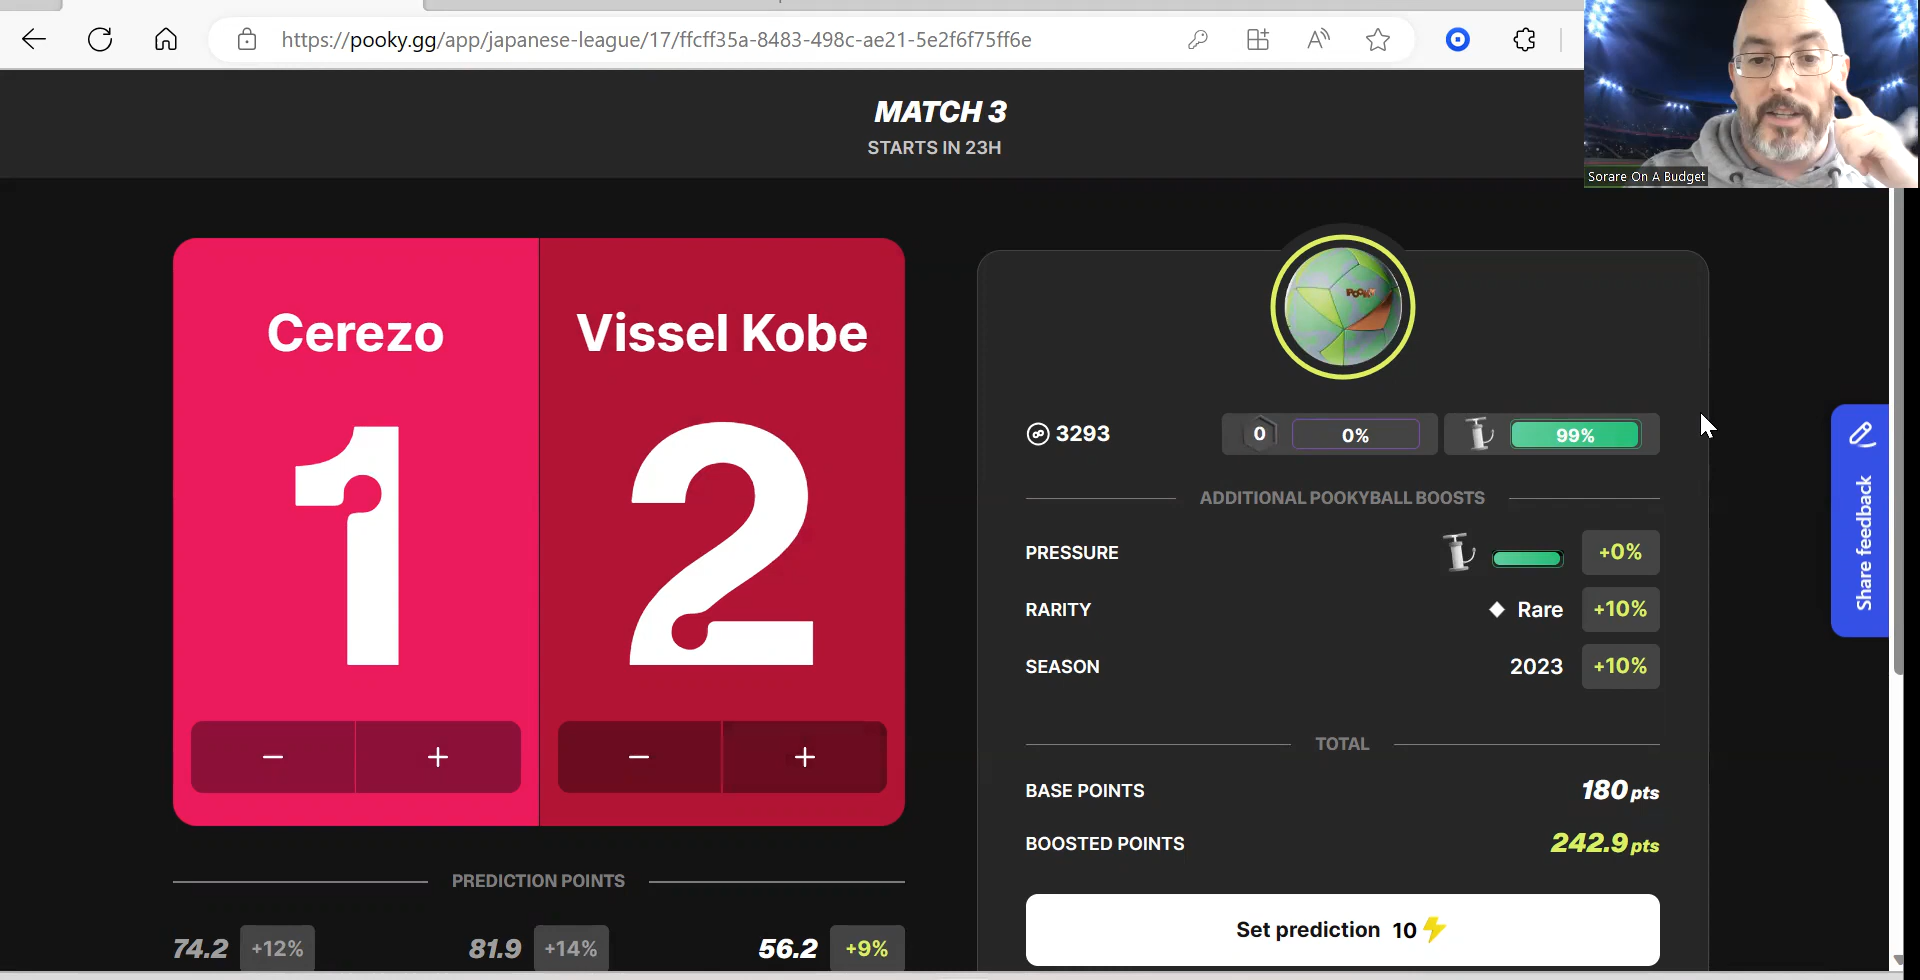 https://pooky.gg/app/japanese-league/17/ffcff35a-8483-498c-ae21-5e2f6f75ff6e
MATCH 3
STARTS IN 23H
Sorare On A Budget
Cerezo
Vissel Kobe
1
2
− +
− +
PREDICTION POINTS
74.2 +12%
81.9 +14%
56.2 +9%
POOKY
3293
0 0%
99%
ADDITIONAL POOKYBALL BOOSTS
PRESSURE +0%
RARITY Rare +10%
SEASON 2023 +10%
TOTAL
BASE POINTS 180 pts
BOOSTED POINTS 242.9 pts
Set prediction 10
Share feedback